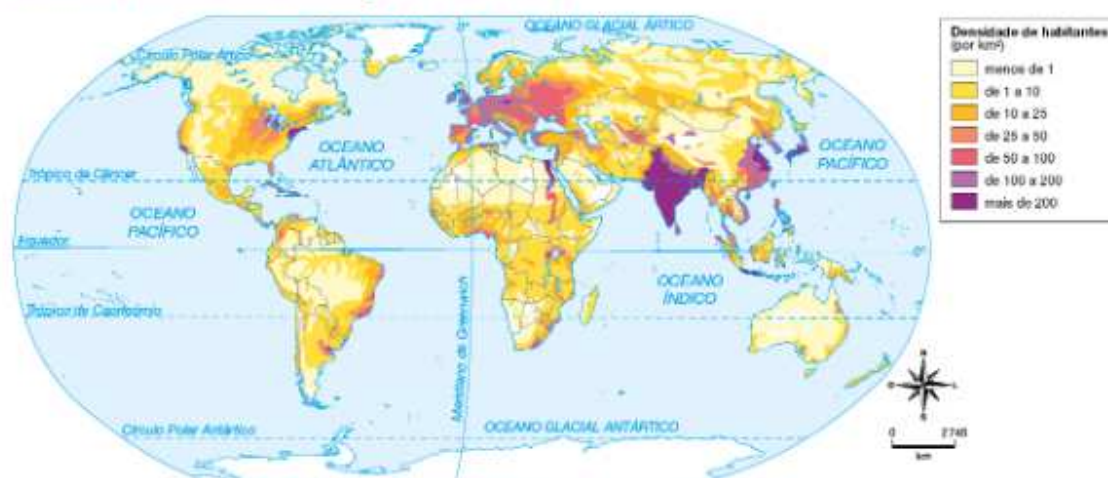 OCEANO GLACIAL ÁRTICO
0°
Círculo Polar Ártico
OCEANO
ATLÂNTICO
OCEANO
PACÍFICO
Trópico de Câncer
OCEANO
PACÍFICO
Equador
0°
OCEANO
ÍNDICO
Trópico de Capricórnio
Meridiano de Greenwich
Círculo Polar Antártico
OCEANO GLACIAL ANTÁRTICO
Densidade de habitantes
(por km²)
menos de 1
de 1 a 10
de 10 a 25
de 25 a 50
de 50 a 100
de 100 a 200
mais de 200
N
O
L
S
0
2746
km